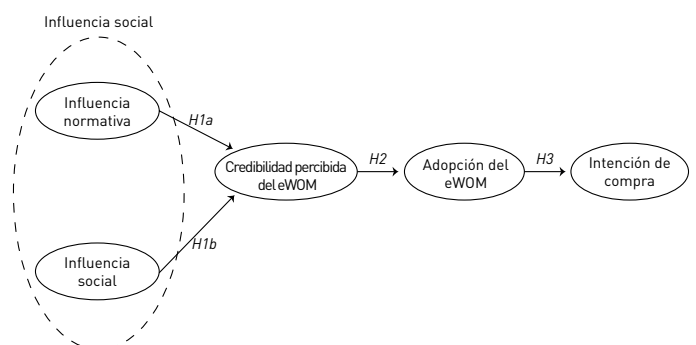 Influencia social
Influencia
normativa
H1a
Credibilidad percibida
del eWOM
H2
Adopción del
eWOM
H3
Intención de
compra
H1b
Influencia
social